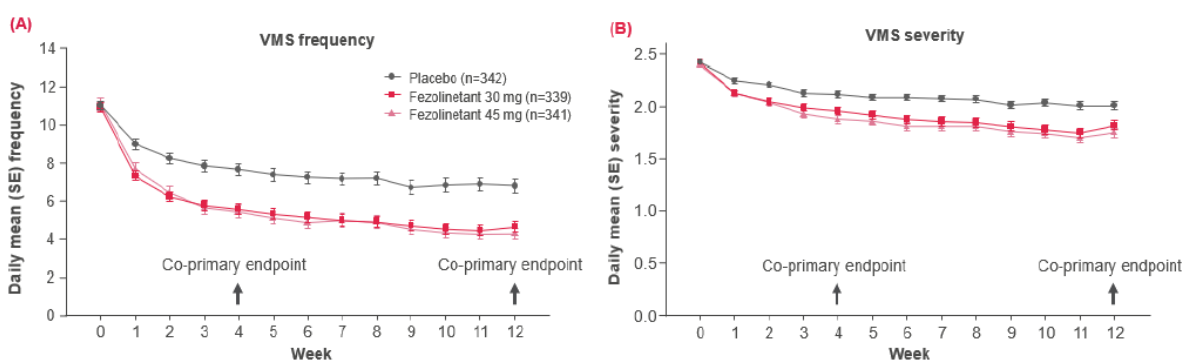 (A)
VMS frequency
Daily mean (SE) frequency
14
12
10
8
6
4
2
0
Placebo (n=342)
Fezolinetant 30 mg (n=339)
Fezolinetant 45 mg (n=341)
Co-primary endpoint
Co-primary endpoint
0 1 2 3 4 5 6 7 8 9 10 11 12
Week
(B)
VMS severity
Daily mean (SE) severity
2.5
2.0
1.5
1.0
0.5
0.0
Co-primary endpoint
Co-primary endpoint
0 1 2 3 4 5 6 7 8 9 10 11 12
Week